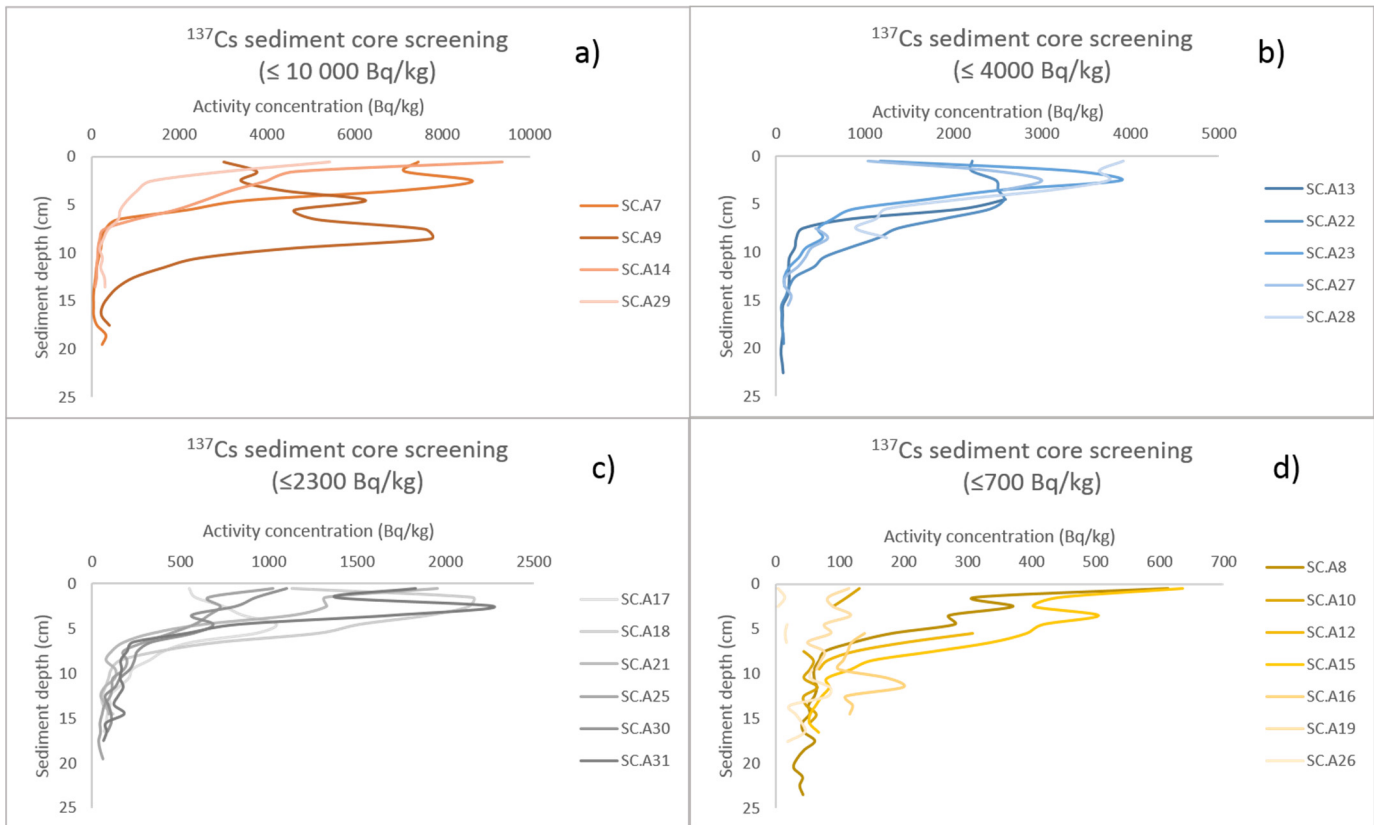 ¹³⁷Cs sediment core screening
(≤ 10 000 Bq/kg)
a)
Activity concentration (Bq/kg)
0 2000 4000 6000 8000 10000
Sediment depth (cm)
0
5
10
15
20
25
SC.A7
SC.A9
SC.A14
SC.A29
¹³⁷Cs sediment core screening
(≤ 4000 Bq/kg)
b)
Activity concentration (Bq/kg)
0 1000 2000 3000 4000 5000
Sediment depth (cm)
0
5
10
15
20
25
SC.A13
SC.A22
SC.A23
SC.A27
SC.A28
¹³⁷Cs sediment core screening
(≤2300 Bq/kg)
c)
Activity concentration (Bq/kg)
0 500 1000 1500 2000 2500
Sediment depth (cm)
0
5
10
15
20
25
SC.A17
SC.A18
SC.A21
SC.A25
SC.A30
SC.A31
¹³⁷Cs sediment core screening
(≤700 Bq/kg)
d)
Activity concentration (Bq/kg)
0 100 200 300 400 500 600 700
Sediment depth (cm)
0
5
10
15
20
25
SC.A8
SC.A10
SC.A12
SC.A15
SC.A16
SC.A19
SC.A26